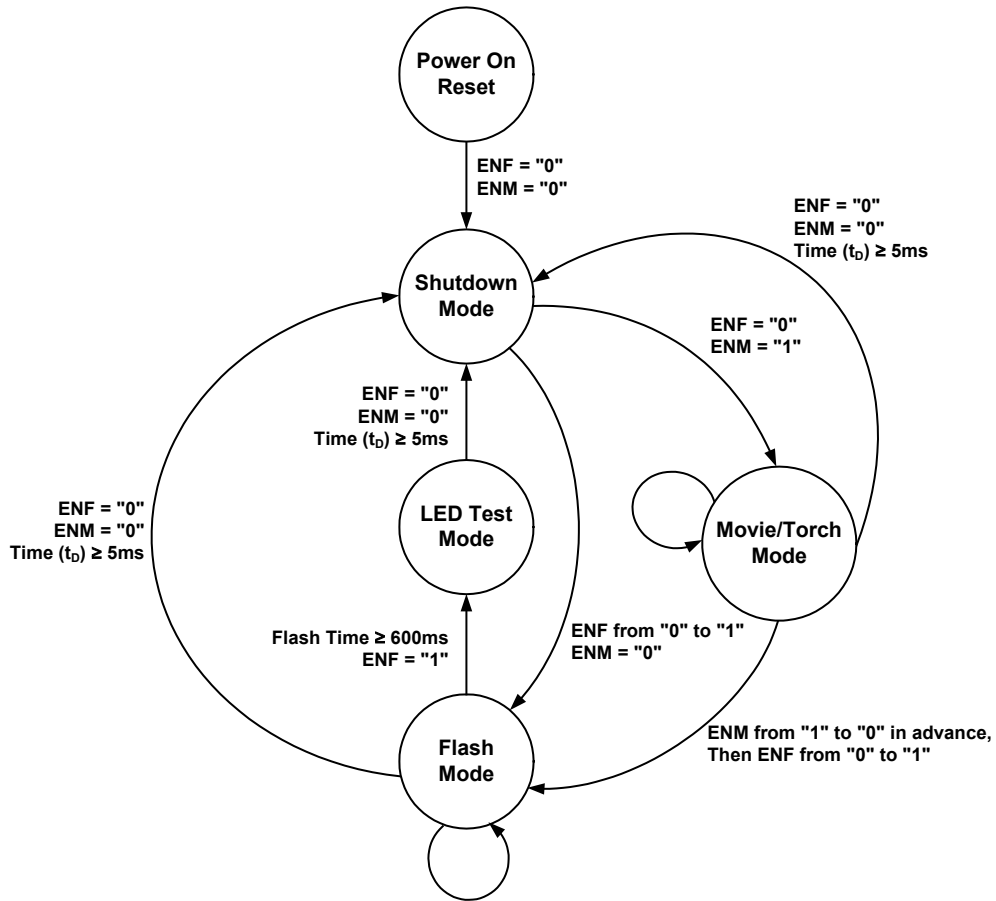 Power On
Reset
ENF = "0"
ENM = "0"
ENF = "0"
ENM = "0"
Time (tD) ≥ 5ms
Shutdown
Mode
ENF = "0"
ENM = "1"
ENF = "0"
ENM = "0"
Time (tD) ≥ 5ms
ENF = "0"
ENM = "0"
Time (tD) ≥ 5ms
LED Test
Mode
Movie/Torch
Mode
Flash Time ≥ 600ms
ENF = "1"
ENF from "0" to "1"
ENM = "0"
Flash
Mode
ENM from "1" to "0" in advance,
Then ENF from "0" to "1"